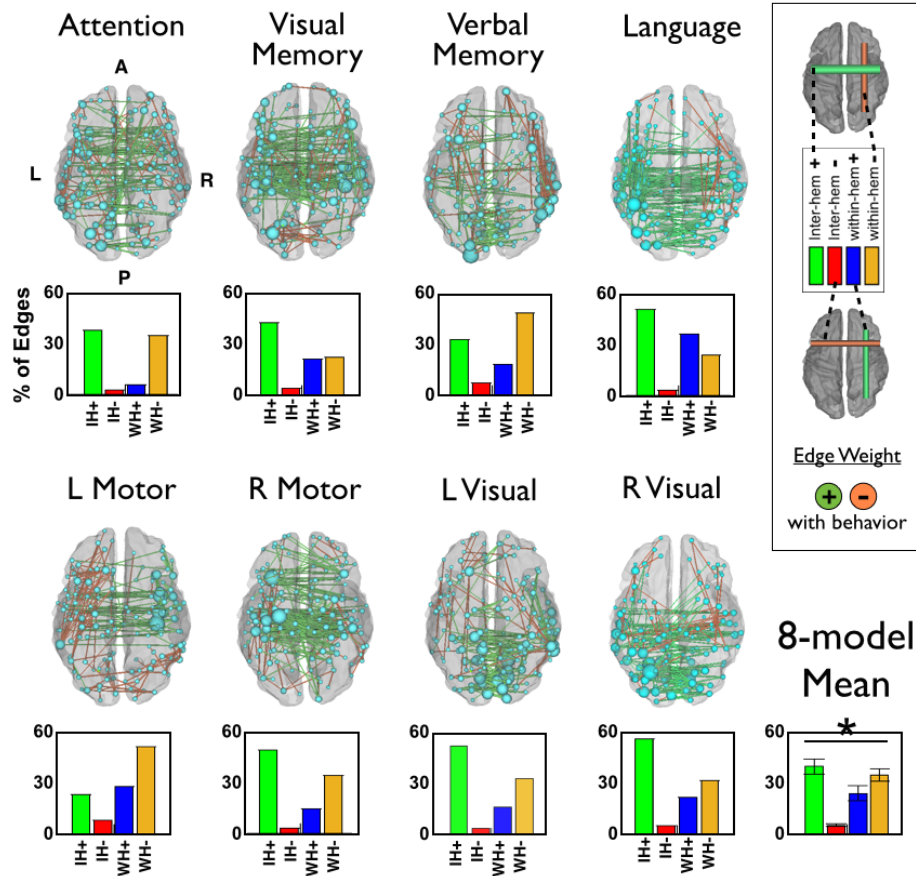 Attention
Visual
Memory
Verbal
Memory
Language
A
L
R
P
Inter-hem +
Inter-hem -
within-hem +
within-hem -
% of Edges
60
30
0
IH+
IH-
WH+
WH-
60
30
0
IH+
IH-
WH+
WH-
60
30
0
IH+
IH-
WH+
WH-
60
30
0
IH+
IH-
WH+
WH-
Edge Weight
+ -
with behavior
L Motor
R Motor
L Visual
R Visual
8-model
Mean
60
30
0
IH+
IH-
WH+
WH-
60
30
0
IH+
IH-
WH+
WH-
60
30
0
IH+
IH-
WH+
WH-
60
30
0
IH+
IH-
WH+
WH-
*
60
30
0